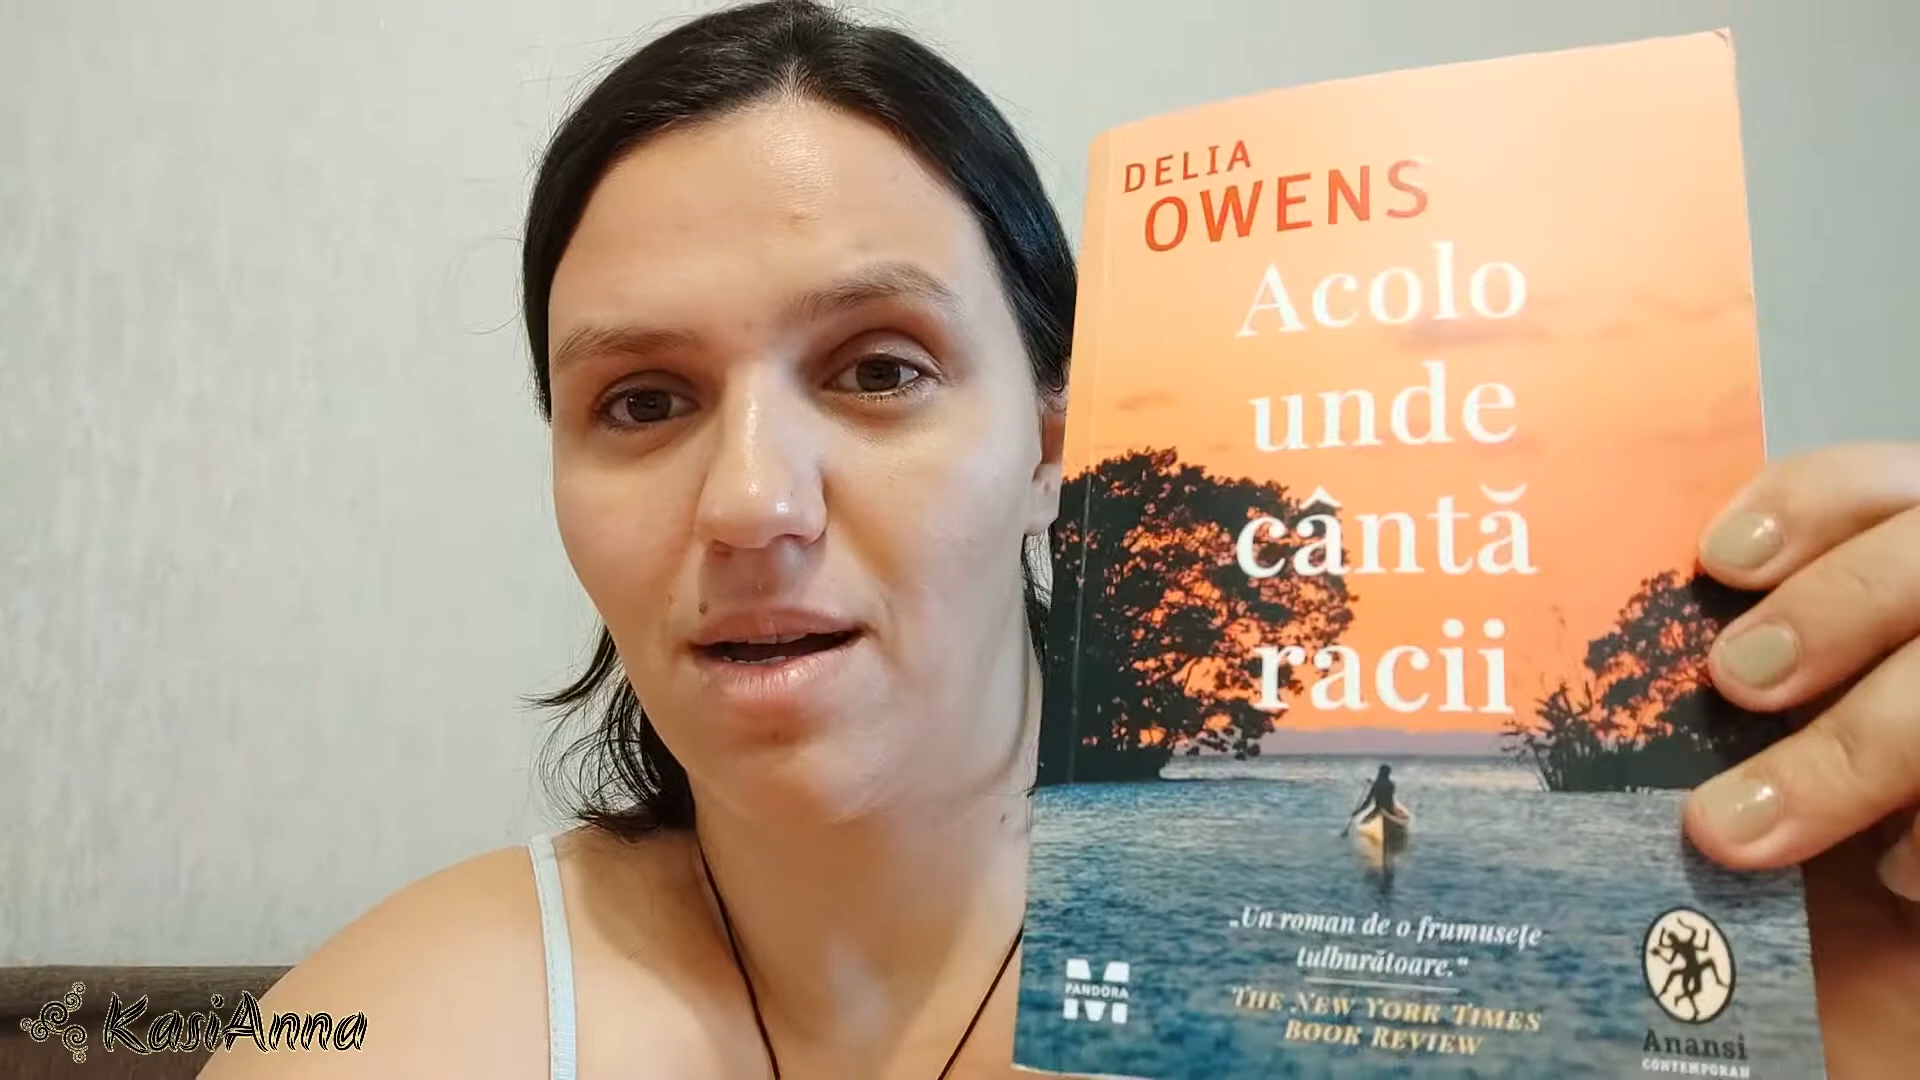 DELIA
OWENS
Acolo
unde
cântă
racii
„Un roman de o frumusețe
tulburătoare.“
THE NEW YORK TIMES
BOOK REVIEW
PANDORA
M
Anansi
CONTEMPORAN
KasiAnna